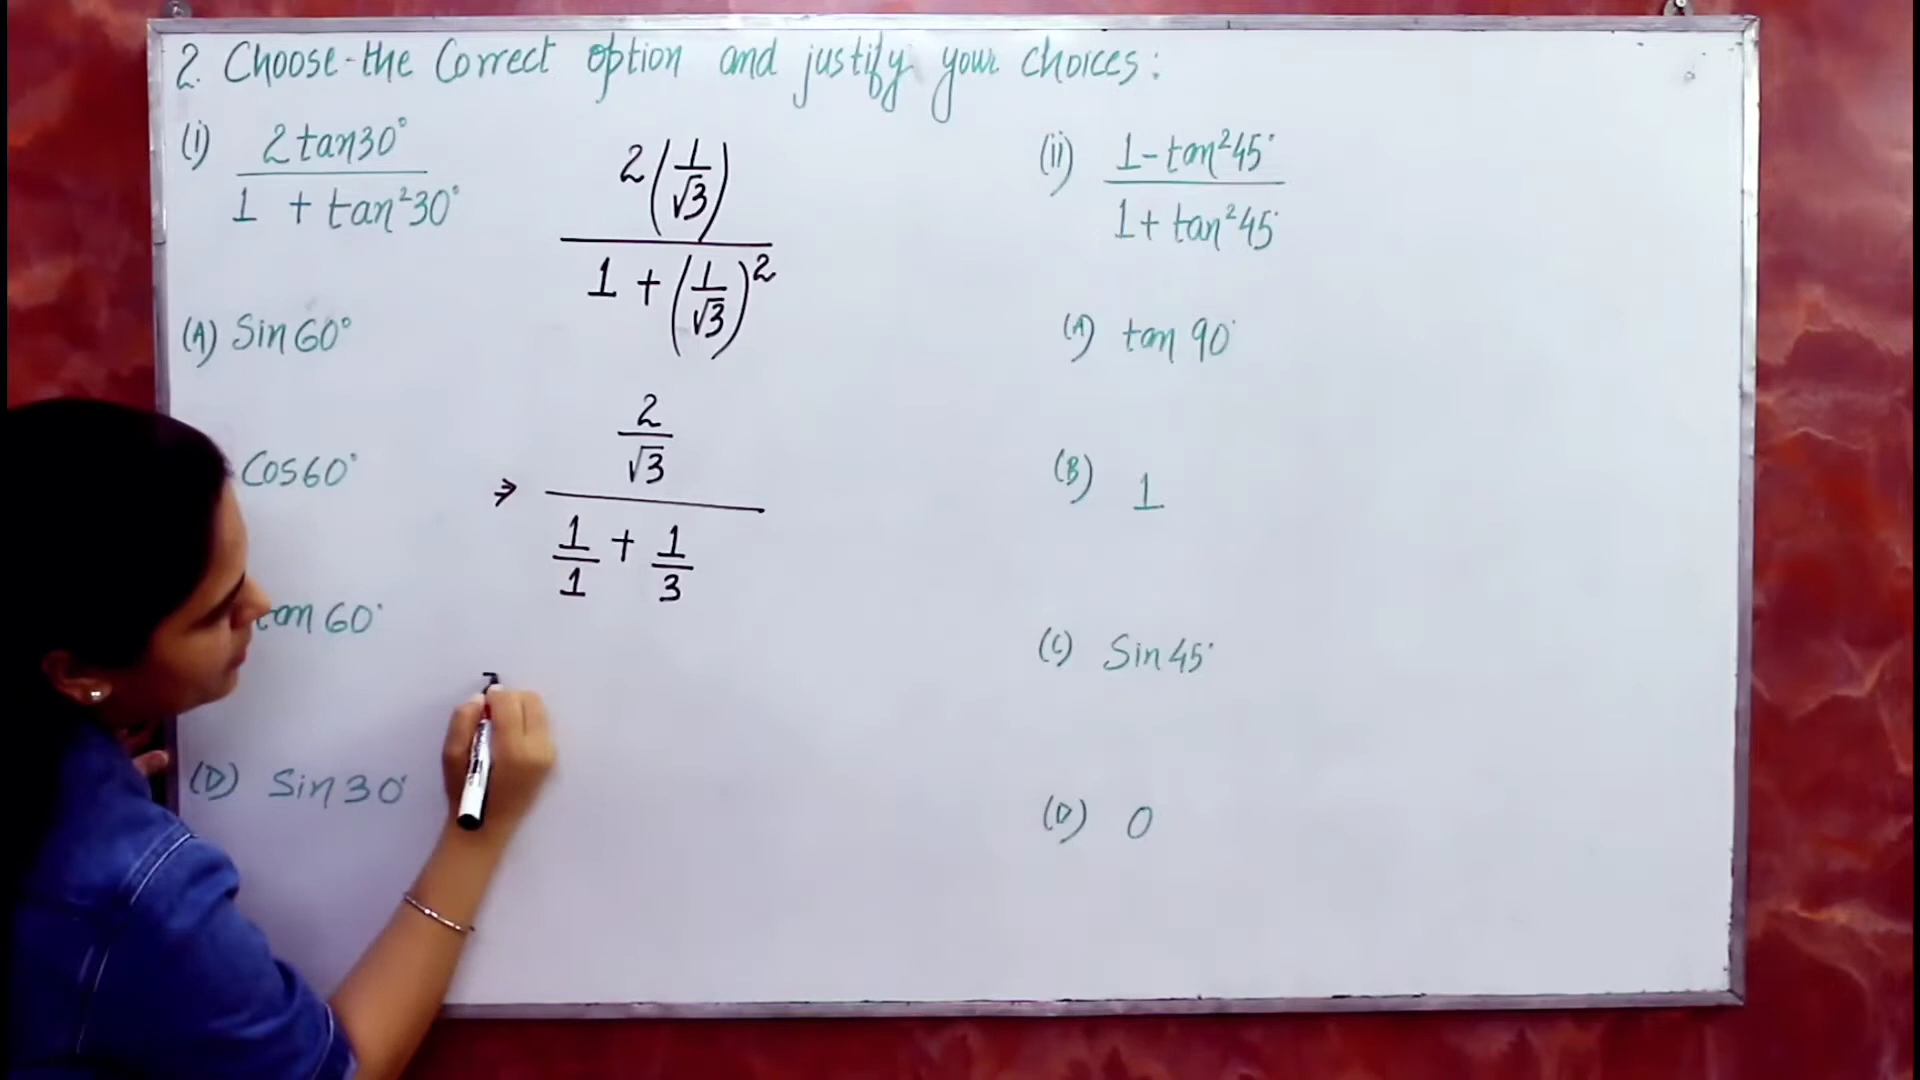 2. Choose the Correct option and justify your choices:
(i) 2 tan30° / 1 + tan²30°
2(1/√3) / 1 + (1/√3)²
(A) Sin 60°
Cos60°
⇒ 2/√3 / 1/1 + 1/3
tan 60°
(D) Sin 30°
(ii) 1 - tan²45° / 1 + tan²45°
(A) tan 90°
(B) 1
(C) Sin 45°
(D) 0